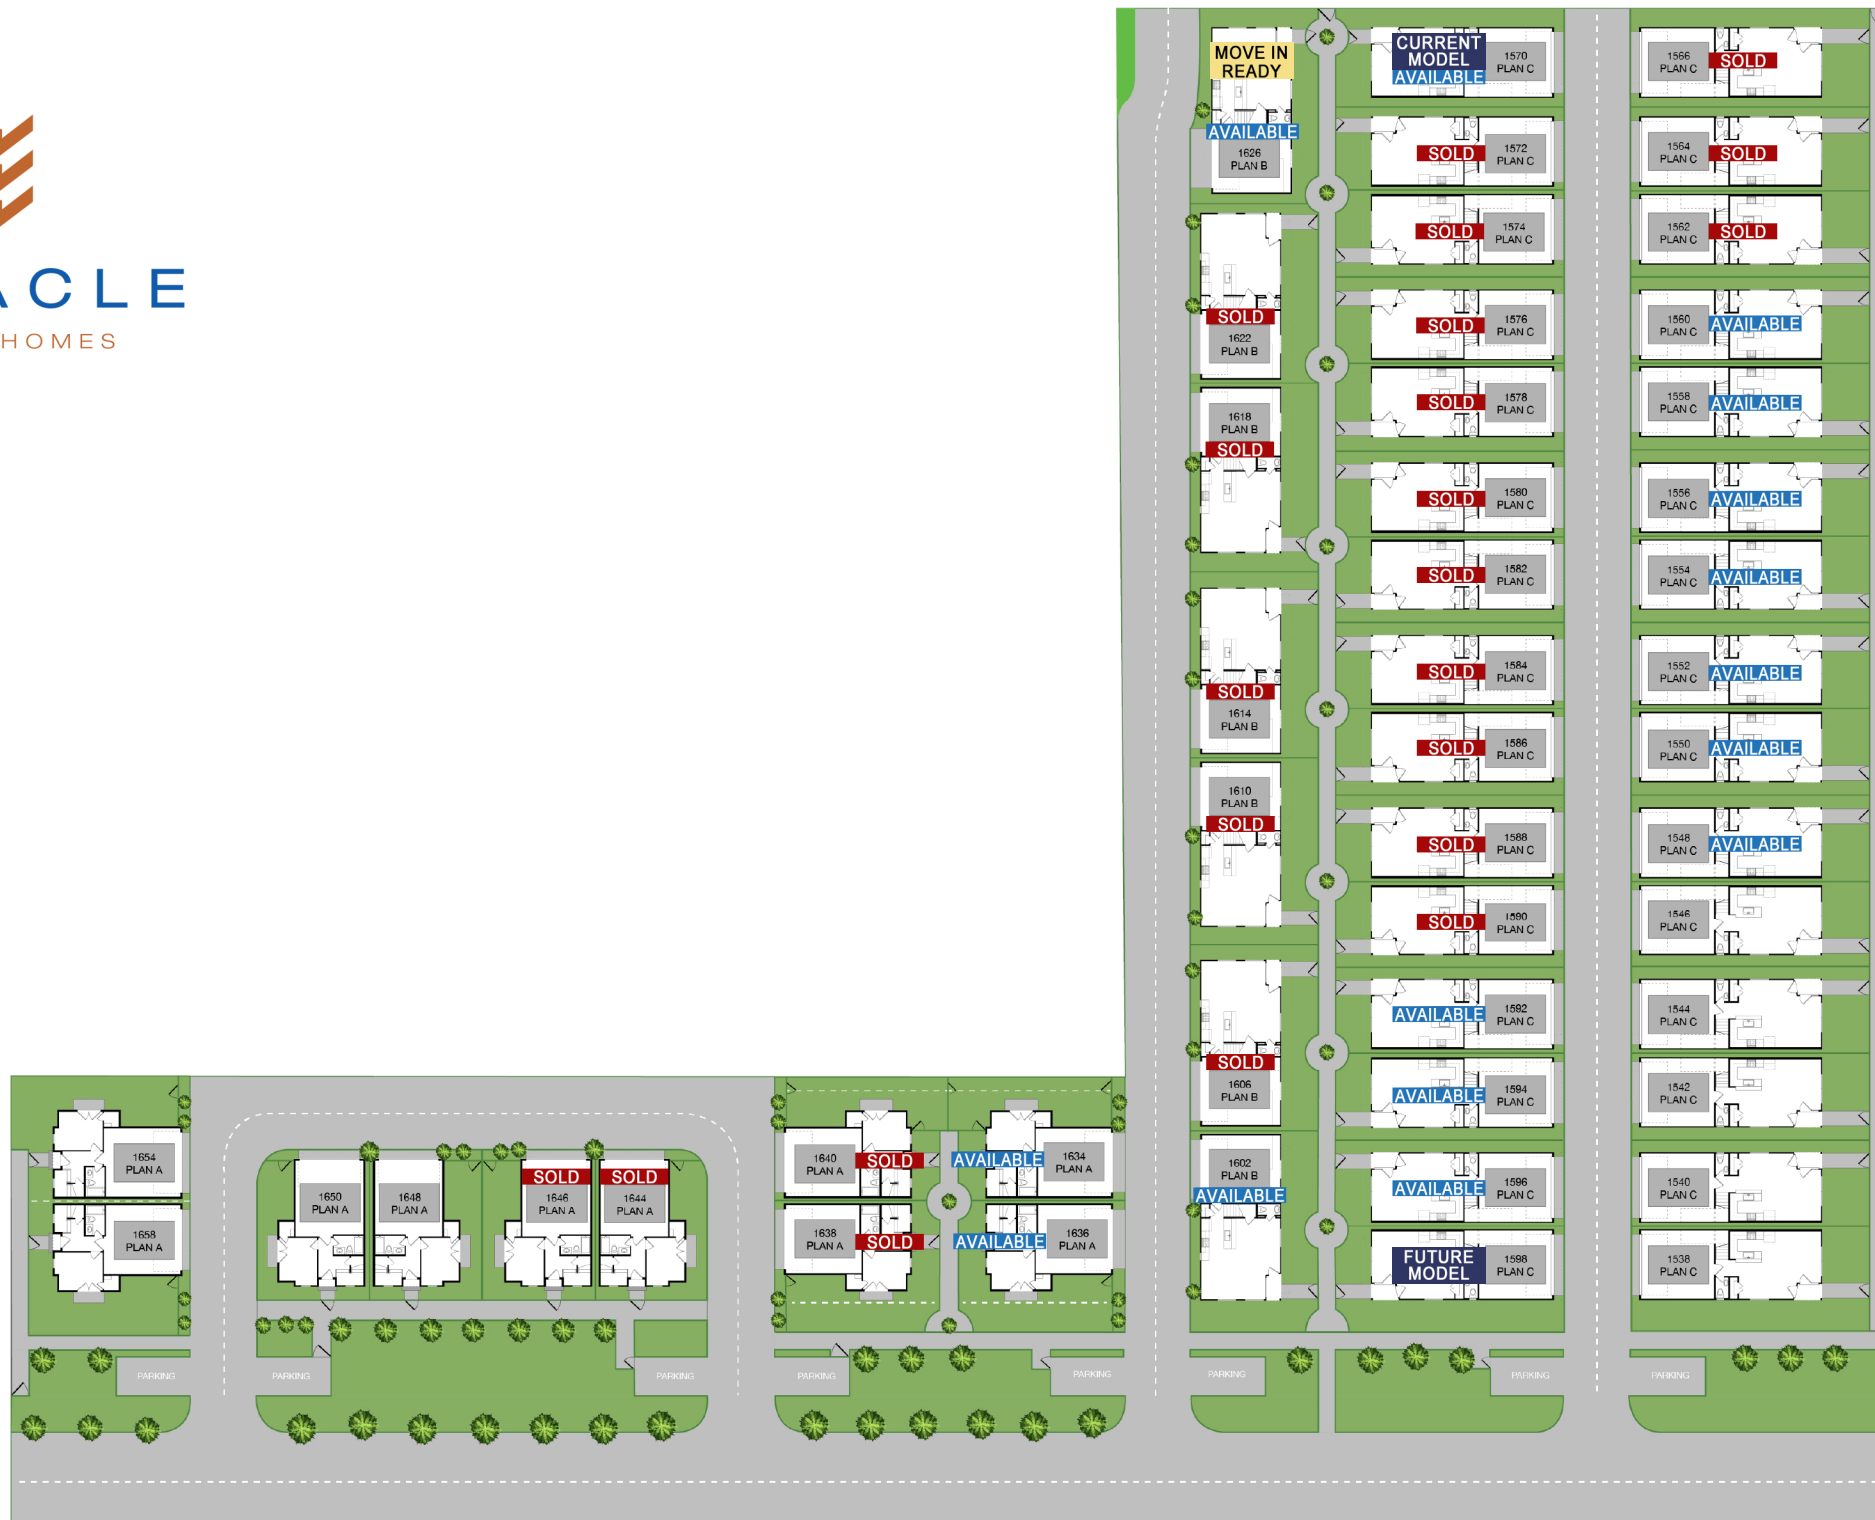 ACLE
HOMES
MOVE IN
READY
AVAILABLE
1626
PLAN B
SOLD
1622
PLAN B
1618
PLAN B
SOLD
SOLD
1614
PLAN B
1610
PLAN B
SOLD
SOLD
1606
PLAN B
1602
PLAN B
AVAILABLE
CURRENT
MODEL
AVAILABLE
1570
PLAN C
SOLD
1572
PLAN C
SOLD
1574
PLAN C
SOLD
1576
PLAN C
SOLD
1578
PLAN C
SOLD
1580
PLAN C
SOLD
1582
PLAN C
SOLD
1584
PLAN C
SOLD
1586
PLAN C
SOLD
1588
PLAN C
SOLD
1590
PLAN C
AVAILABLE
1592
PLAN C
AVAILABLE
1594
PLAN C
AVAILABLE
1596
PLAN C
FUTURE
MODEL
1598
PLAN C
1566
PLAN C
SOLD
1564
PLAN C
SOLD
1562
PLAN C
SOLD
1560
PLAN C
AVAILABLE
1558
PLAN C
AVAILABLE
1556
PLAN C
AVAILABLE
1554
PLAN C
AVAILABLE
1552
PLAN C
AVAILABLE
1550
PLAN C
AVAILABLE
1548
PLAN C
AVAILABLE
1546
PLAN C
1544
PLAN C
1542
PLAN C
1540
PLAN C
1538
PLAN C
1654
PLAN A
1658
PLAN A
1650
PLAN A
1648
PLAN A
SOLD
1646
PLAN A
SOLD
1644
PLAN A
1640
PLAN A
SOLD
AVAILABLE
1634
PLAN A
1638
PLAN A
SOLD
AVAILABLE
1636
PLAN A
PARKING
PARKING
PARKING
PARKING
PARKING
PARKING
PARKING
PARKING